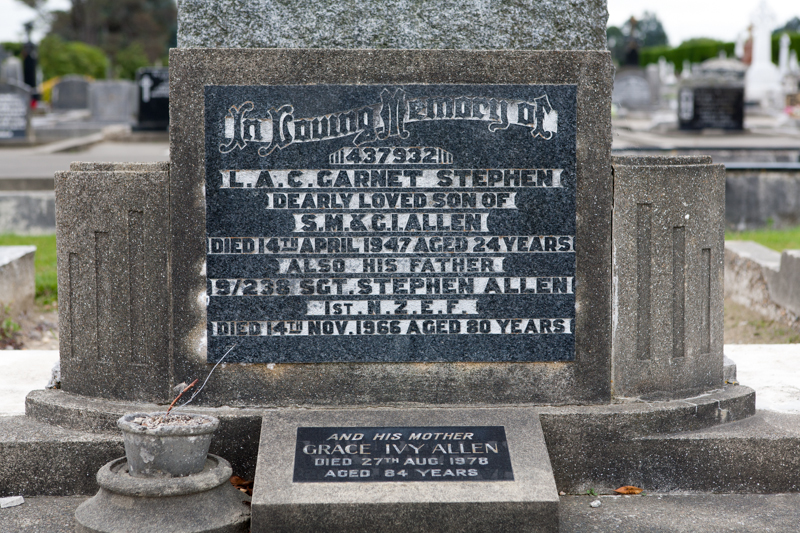 In Loving Memory of
437932
L.A.C. GARNET STEPHEN
DEARLY LOVED SON OF
S.M. & G.I. ALLEN
DIED 14TH APRIL 1947 AGED 24 YEARS
ALSO HIS FATHER
9/238 SGT. STEPHEN ALLEN
1ST. N.Z.E.F.
DIED 14TH NOV. 1966 AGED 80 YEARS
AND HIS MOTHER
GRACE IVY ALLEN
DIED 27TH AUG. 1978
AGED 84 YEARS